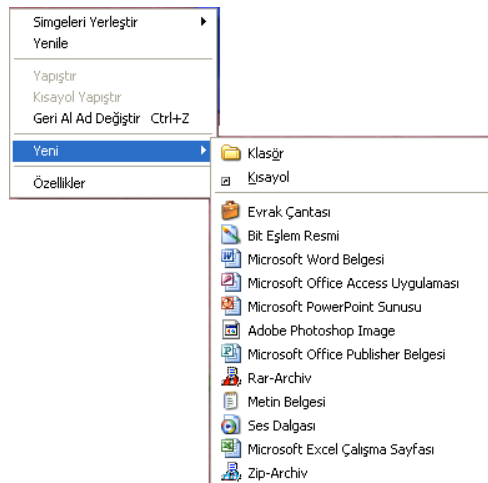 Simgeleri Yerleştir
Yenile
Yapıştır
Kısayol Yapıştır
Geri Al Ad Değiştir Ctrl+Z
Yeni
Özellikler
Klasör
Kısayol
Evrak Çantası
Bit Eşlem Resmi
Microsoft Word Belgesi
Microsoft Office Access Uygulaması
Microsoft PowerPoint Sunusu
Adobe Photoshop Image
Microsoft Office Publisher Belgesi
Rar-Archiv
Metin Belgesi
Ses Dalgası
Microsoft Excel Çalışma Sayfası
Zip-Archiv